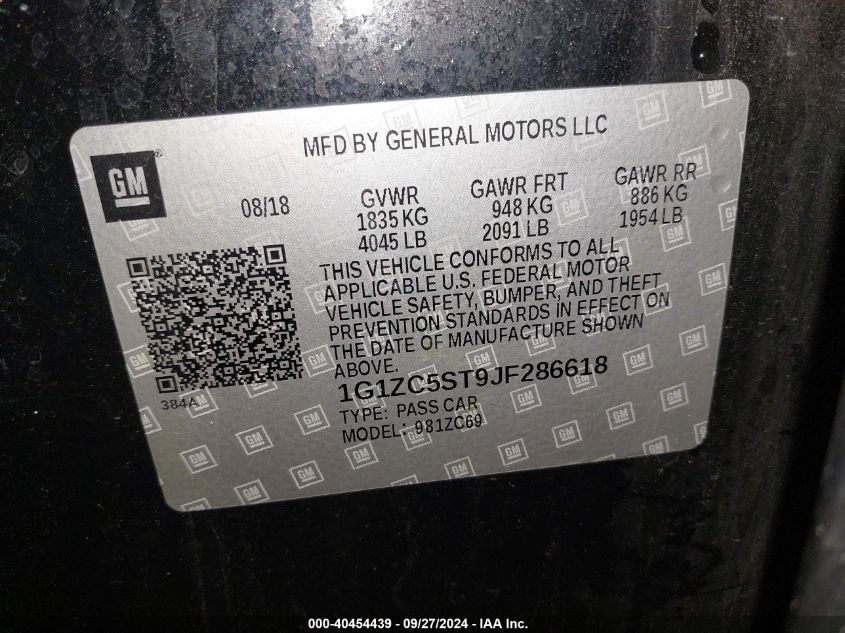 MFD BY GENERAL MOTORS LLC
GM
®
08/18
GVWR
1835 KG
4045 LB
GAWR FRT
948 KG
2091 LB
GAWR RR
886 KG
1954 LB
THIS VEHICLE CONFORMS TO ALL
APPLICABLE U.S. FEDERAL MOTOR
VEHICLE SAFETY, BUMPER, AND THEFT
PREVENTION STANDARDS IN EFFECT ON
THE DATE OF MANUFACTURE SHOWN
ABOVE.
384A
1G1ZC5ST9JF286618
TYPE: PASS CAR
MODEL: 981ZC69
000-40454439 - 09/27/2024 - IAA Inc.